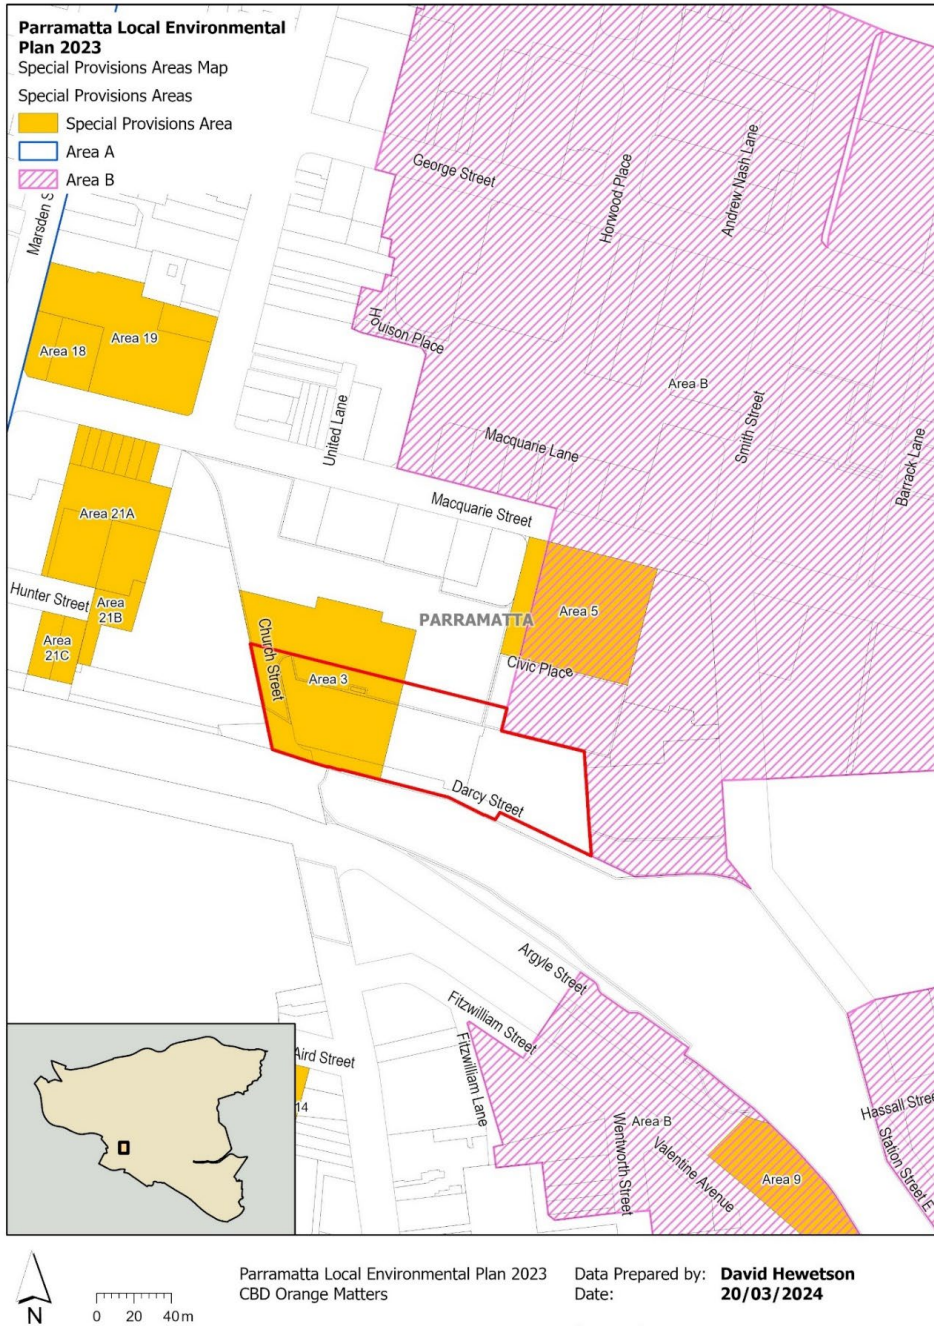 Parramatta Local Environmental
Plan 2023
Special Provisions Areas Map
Special Provisions Areas
Special Provisions Area
Area A
Area B
Marsden S
George Street
Horwood Place
Andrew Nash Lane
Houison Place
Area 18
Area 19
United Lane
Area B
Smith Street
Barrack Lane
Macquarie Lane
Macquarie Street
Area 21A
Hunter Street
Area
21B
Area
21C
PARRAMATTA
Area 5
Civic Place
Church Street
Area 3
Darcy Street
Argyle Street
Fitzwilliam Street
Fitzwilliam Lane
Aird Street
14
Area B
Wentworth Street
Valentine Avenue
Area 9
Hassall Stree
Station Street E
N
0 20 40 m
Parramatta Local Environmental Plan 2023
CBD Orange Matters
Data Prepared by: David Hewetson
Date: 20/03/2024